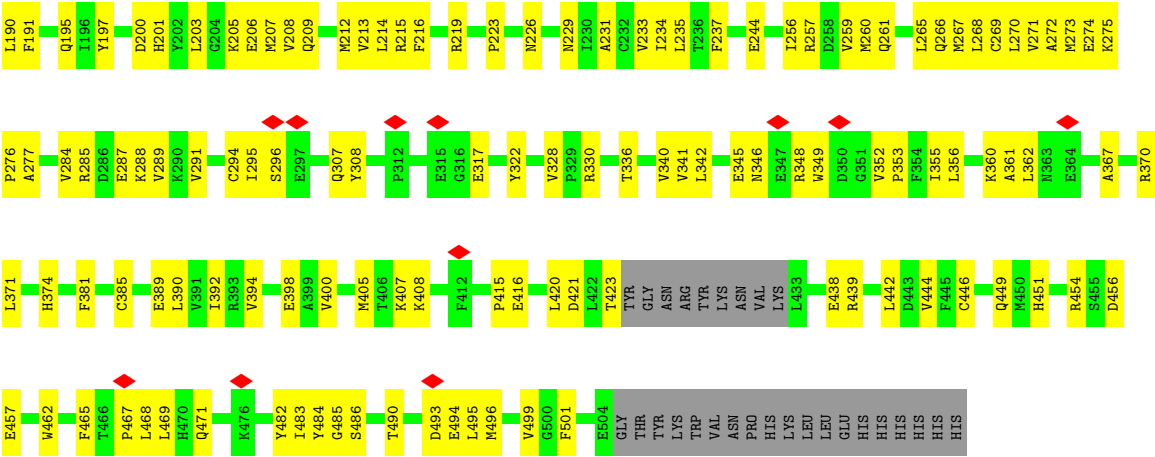 L190 F191 Q195 I196 Y197 D200 H201 Y202 L203 G204 K205 E206 M207 V208 Q209 M212 V213 L214 R215 F216 R219 P223 N226 N229 I230 A231 C232 V233 I234 L235 T236 F237 E244 I256 R257 D258 V259 M260 Q261 L265 Q266 M267 L268 C269 L270 V271 A272 M273 E274 K275
P276 A277 V284 R285 D286 E287 K288 V289 K290 V291 C294 I295 S296 E297 Q307 Y308 P312 E315 G316 E317 Y322 V328 P329 R330 T336 V340 V341 L342 E345 N346 E347 R348 W349 D350 G351 V352 P353 F354 I355 L356 K360 A361 L362 N363 E364 A367 R370
L371 H374 F381 C385 E389 L390 V391 I392 R393 V394 E398 A399 V400 M405 T406 K407 K408 F412 P415 E416 L420 D421 L422 T423 TYR GLY ASN ARG TYR LYS ASN VAL LYS L433 E438 R439 L442 D443 V444 F445 C446 Q449 M450 H451 R454 S455 D456
E457 W462 F465 T466 P467 L468 L469 H470 Q471 K476 Y482 I483 Y484 G485 S486 T490 D493 E494 L495 M496 V499 G500 F501 E504 GLY THR TYR LYS TRP VAL ASN PRO HIS LYS LEU LEU GLU HIS HIS HIS HIS HIS HIS